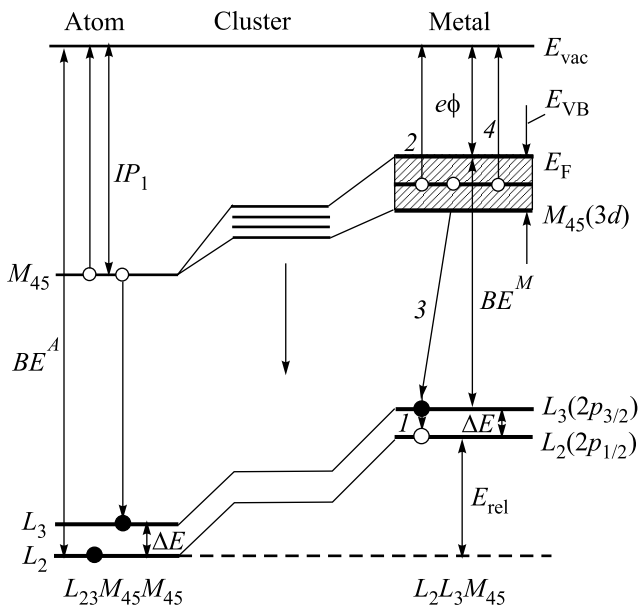 Atom Cluster Metal
E_vac
eϕ
E_VB
2 4
E_F
IP_1
M_45(3d)
M_45
BE^M
3
BE^A
L_3(2p_3/2)
1 ΔE
L_2(2p_1/2)
E_rel
L_3
ΔE
L_2
L_23M_45M_45 L_2L_3M_45